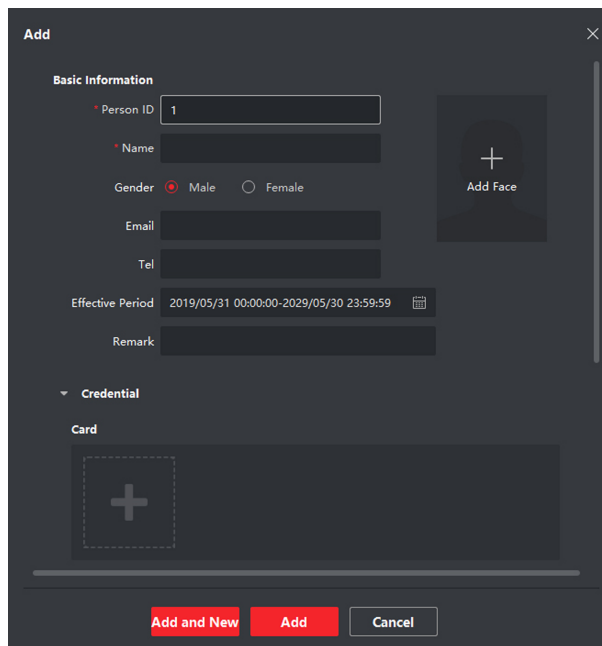 Add
Basic Information
* Person ID 1
* Name
Add Face
Gender Male Female
Email
Tel
Effective Period 2019/05/31 00:00:00-2029/05/30 23:59:59
Remark
Credential
Card
Add and New Add Cancel